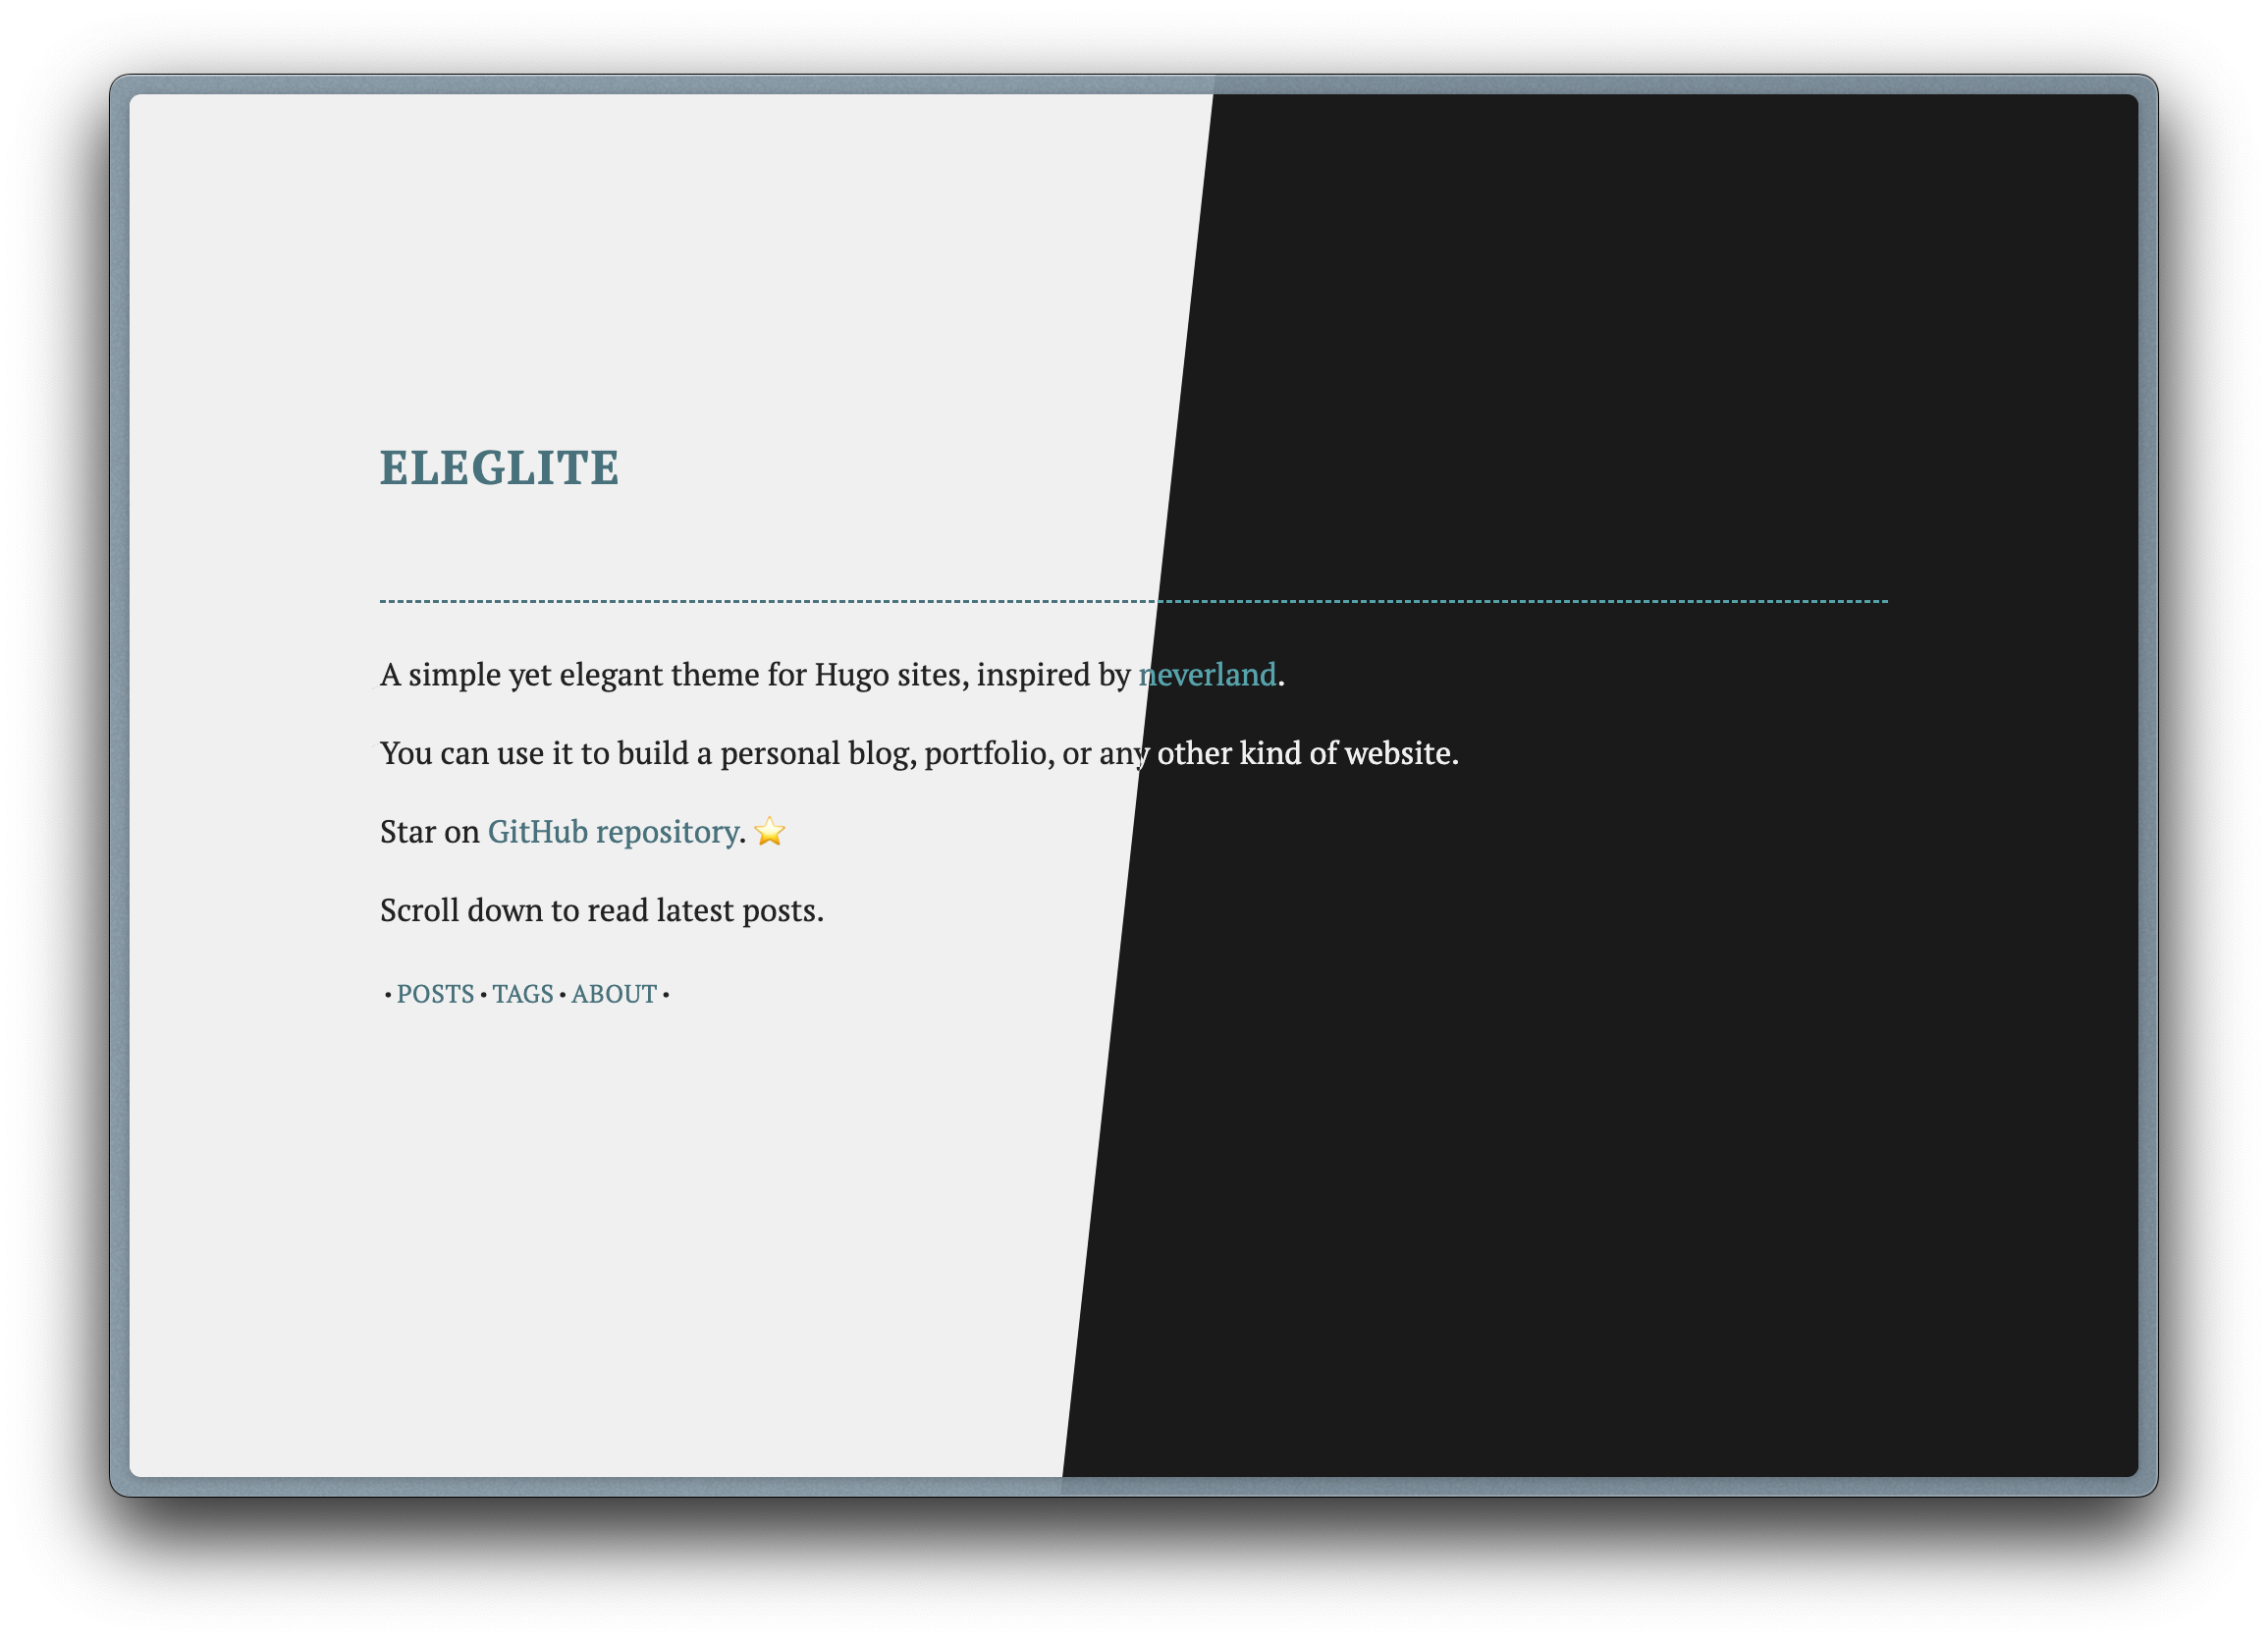 ELEGLITE
A simple yet elegant theme for Hugo sites, inspired by neverland.
You can use it to build a personal blog, portfolio, or any other kind of website.
Star on GitHub repository. ⭐
Scroll down to read latest posts.
• POSTS • TAGS • ABOUT •